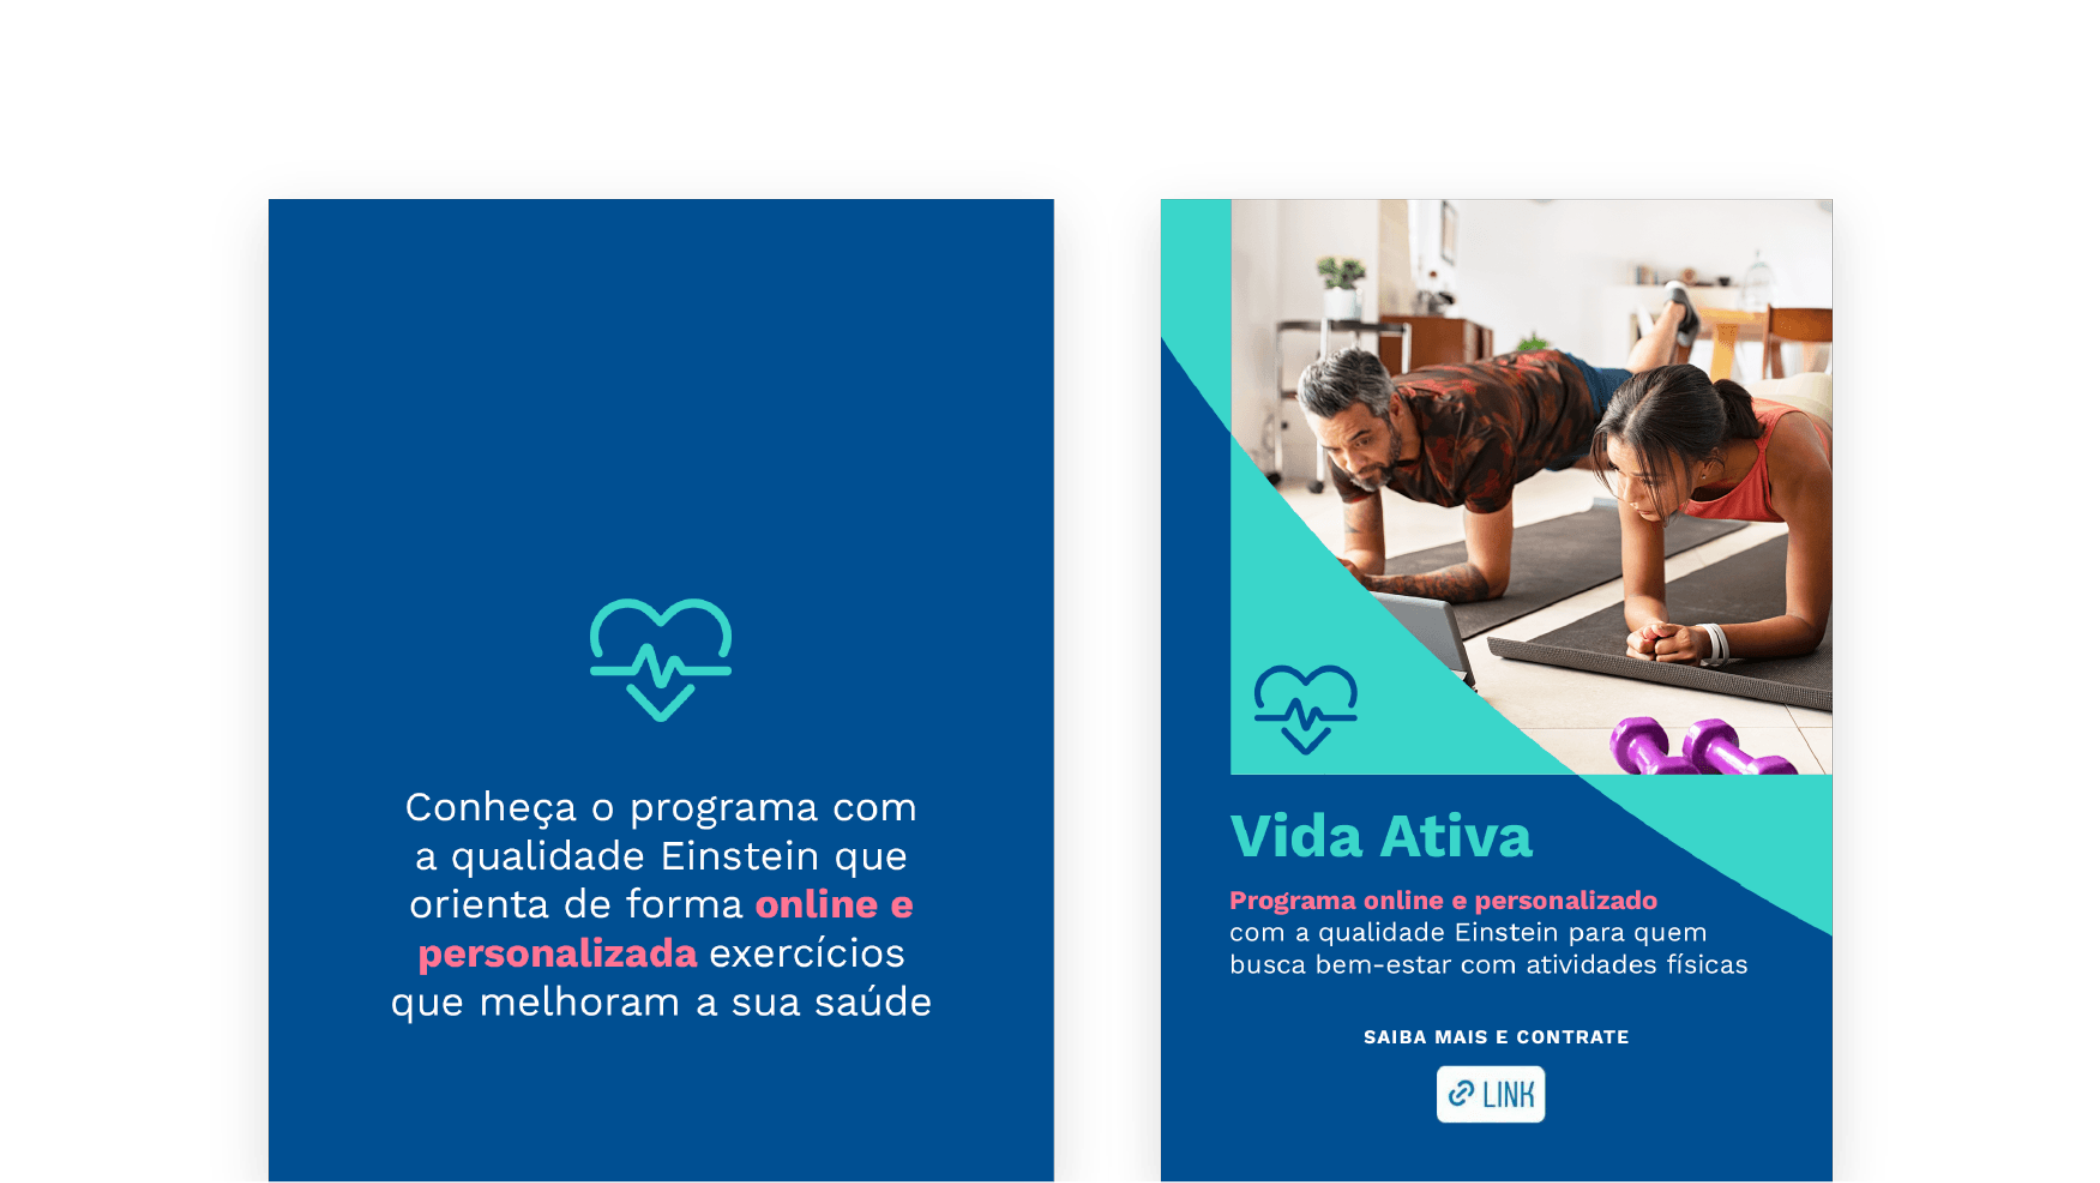 Conheça o programa com
a qualidade Einstein que
orienta de forma online e
personalizada exercícios
que melhoram a sua saúde
Vida Ativa
Programa online e personalizado
com a qualidade Einstein para quem
busca bem-estar com atividades físicas
SAIBA MAIS E CONTRATE
LINK